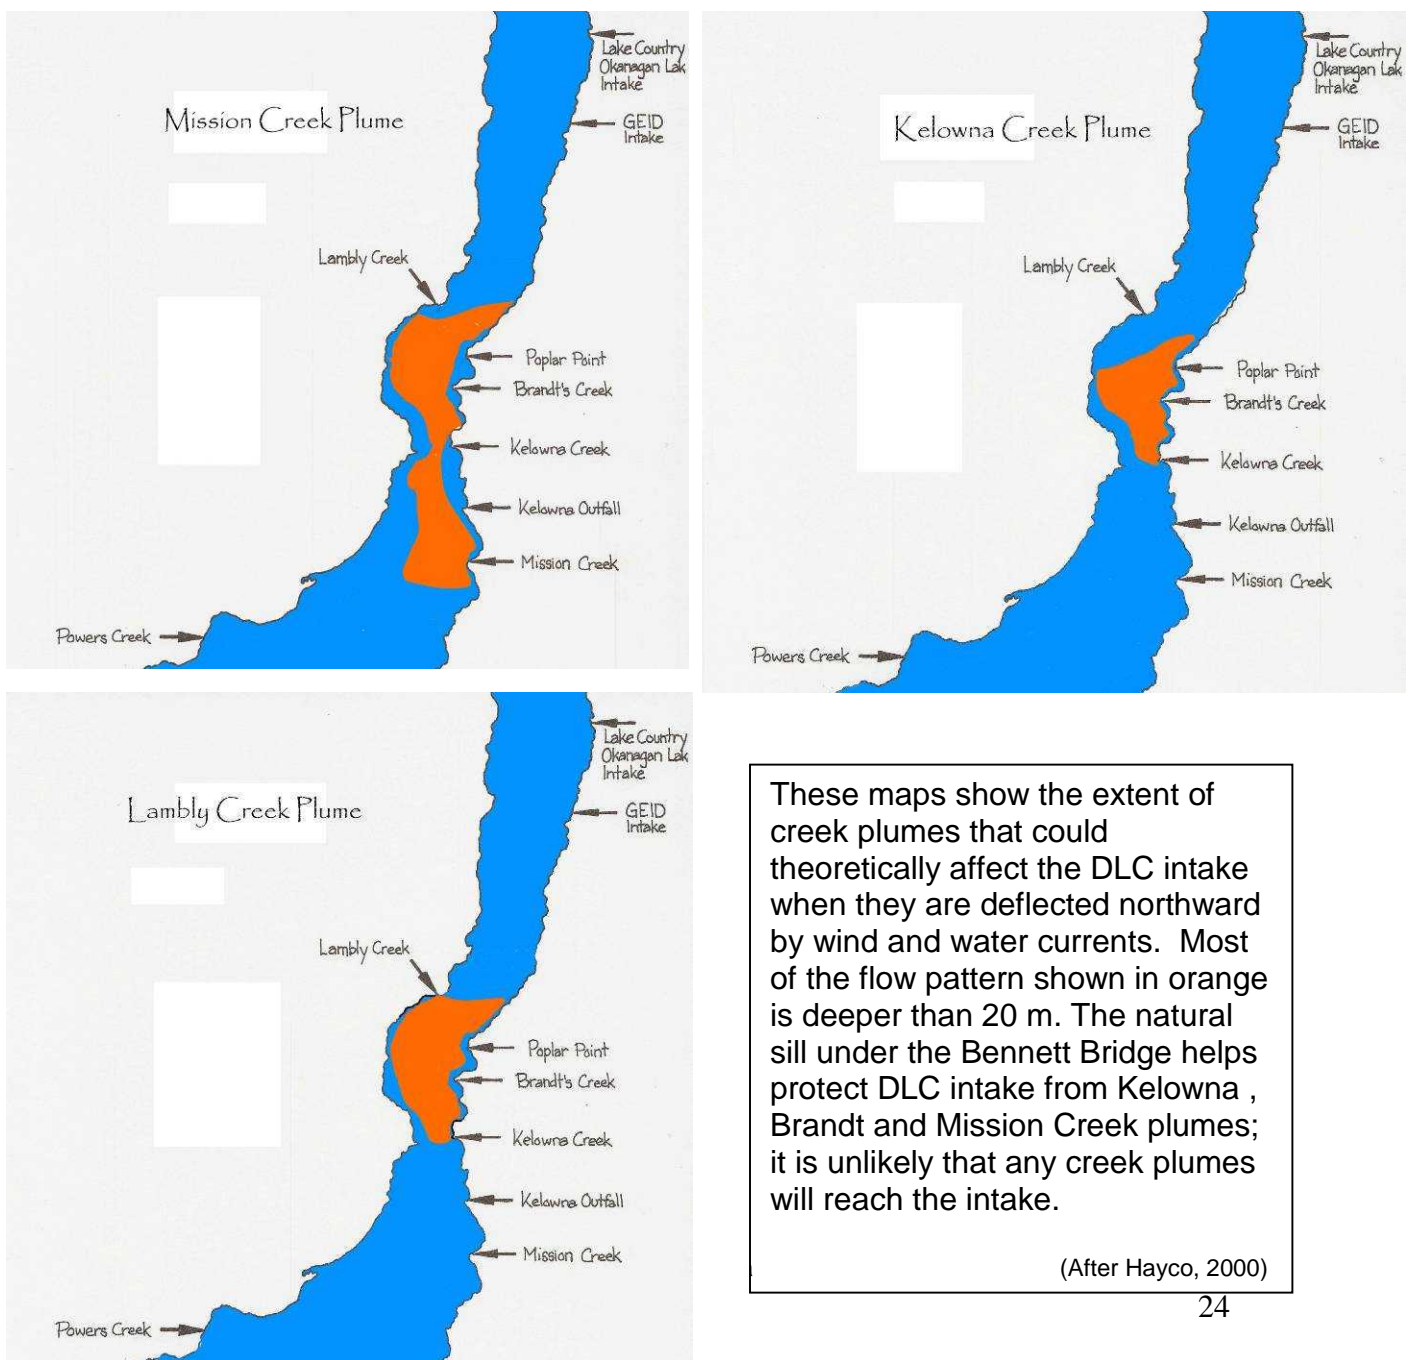 Mission Creek Plume
Lake Country
Okanagan Lak
Intake
GEID
Intake
Lambly Creek
Poplar Point
Brandt's Creek
Kelowna Creek
Kelowna Outfall
Mission Creek
Powers Creek
Kelowna Creek Plume
Lake Country
Okanagan Lak
Intake
GEID
Intake
Lambly Creek
Poplar Point
Brandt's Creek
Kelowna Creek
Kelowna Outfall
Mission Creek
Powers Creek
Lambly Creek Plume
Lake Country
Okanagan Lak
Intake
GEID
Intake
Lambly Creek
Poplar Point
Brandt's Creek
Kelowna Creek
Kelowna Outfall
Mission Creek
Powers Creek
These maps show the extent of
creek plumes that could
theoretically affect the DLC intake
when they are deflected northward
by wind and water currents.  Most
of the flow pattern shown in orange
is deeper than 20 m. The natural
sill under the Bennett Bridge helps
protect DLC intake from Kelowna ,
Brandt and Mission Creek plumes;
it is unlikely that any creek plumes
will reach the intake.
(After Hayco, 2000)
24